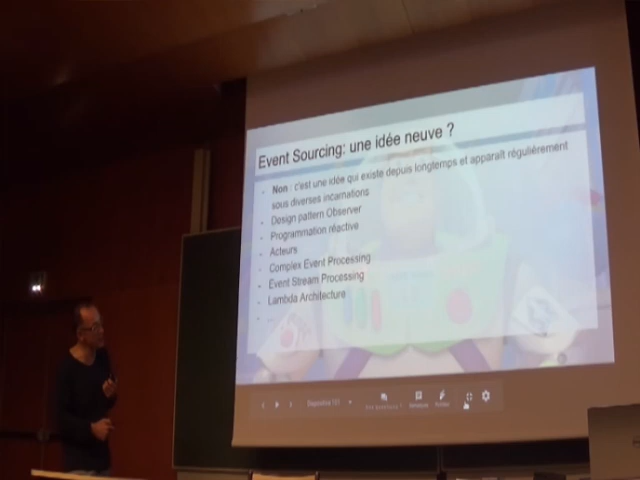 Event Sourcing: une idée neuve ?
- Non : c'est une idée qui existe depuis longtemps et apparaît régulièrement
sous diverses incarnations
- Design pattern Observer
- Programmation réactive
- Acteurs
- Complex Event Processing
- Event Stream Processing
- Lambda Architecture
-